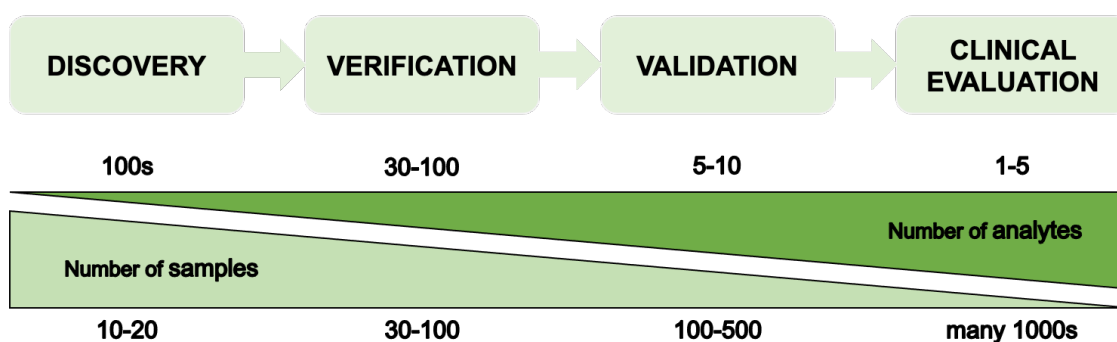 DISCOVERY
VERIFICATION
VALIDATION
CLINICAL
EVALUATION
100s
30-100
5-10
1-5
Number of analytes
Number of samples
10-20
30-100
100-500
many 1000s